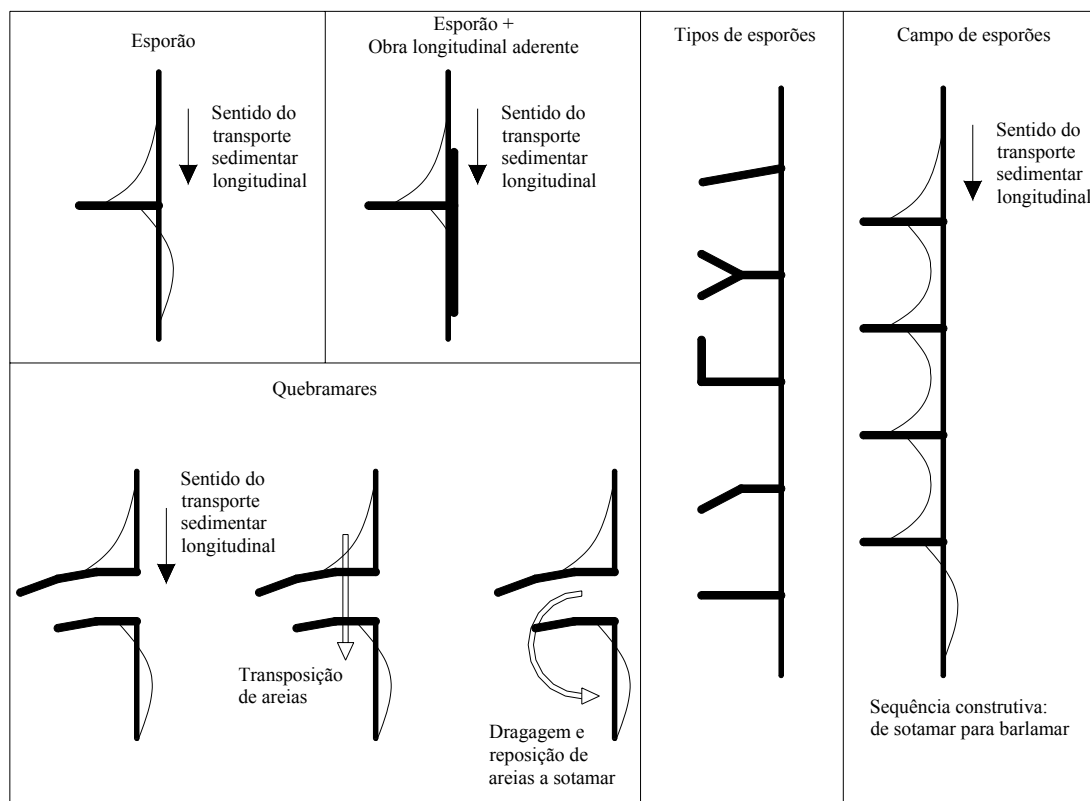 Esporão
Sentido do
transporte
sedimentar
longitudinal
Esporão +
Obra longitudinal aderente
Sentido do
transporte
sedimentar
longitudinal
Tipos de esporões
Campo de esporões
Sentido do
transporte
sedimentar
longitudinal
Sequência construtiva:
de sotamar para barlamar
Quebramares
Sentido do
transporte
sedimentar
longitudinal
Transposição
de areias
Dragagem e
reposição de
areias a sotamar